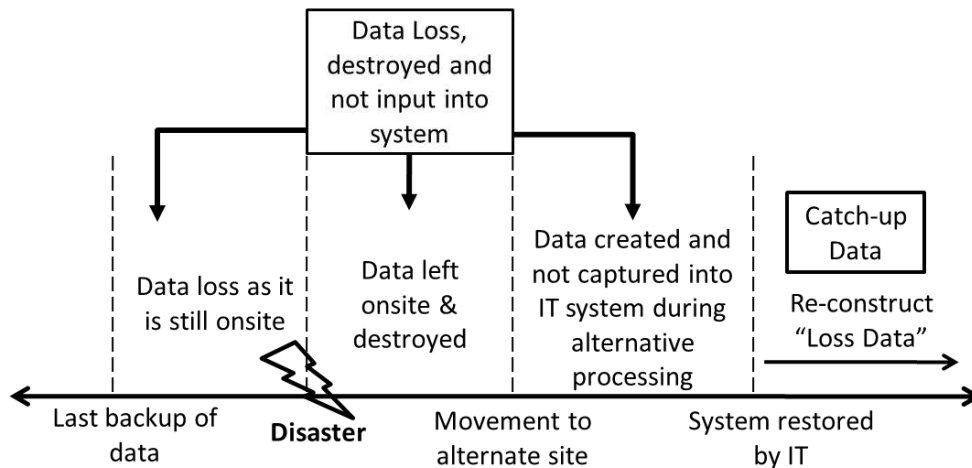 Data Loss,
destroyed and
not input into
system
Data loss as it
is still onsite
Data left
onsite &
destroyed
Data created and
not captured into
IT system during
alternative
processing
Catch-up
Data
Re-construct
“Loss Data”
Last backup of
data
Disaster
Movement to
alternate site
System restored
by IT